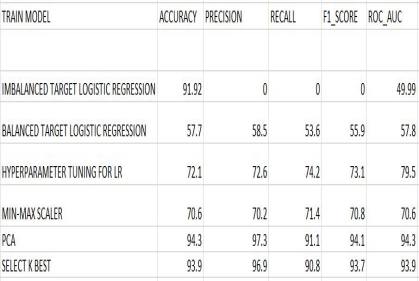 TRAIN MODEL ACCURACY PRECISION RECALL F1_SCORE ROC_AUC
IMBALANCED TARGET LOGISTIC REGRESSION 91.92 0 0 0 49.99
BALANCED TARGET LOGISTIC REGRESSION 57.7 58.5 53.6 55.9 57.8
HYPERPARAMETER TUNING FOR LR 72.1 72.6 74.2 73.1 79.5
MIN-MAX SCALER 70.6 70.2 71.4 70.8 70.6
PCA 94.3 97.3 91.1 94.1 94.3
SELECT K BEST 93.9 96.9 90.8 93.7 93.9